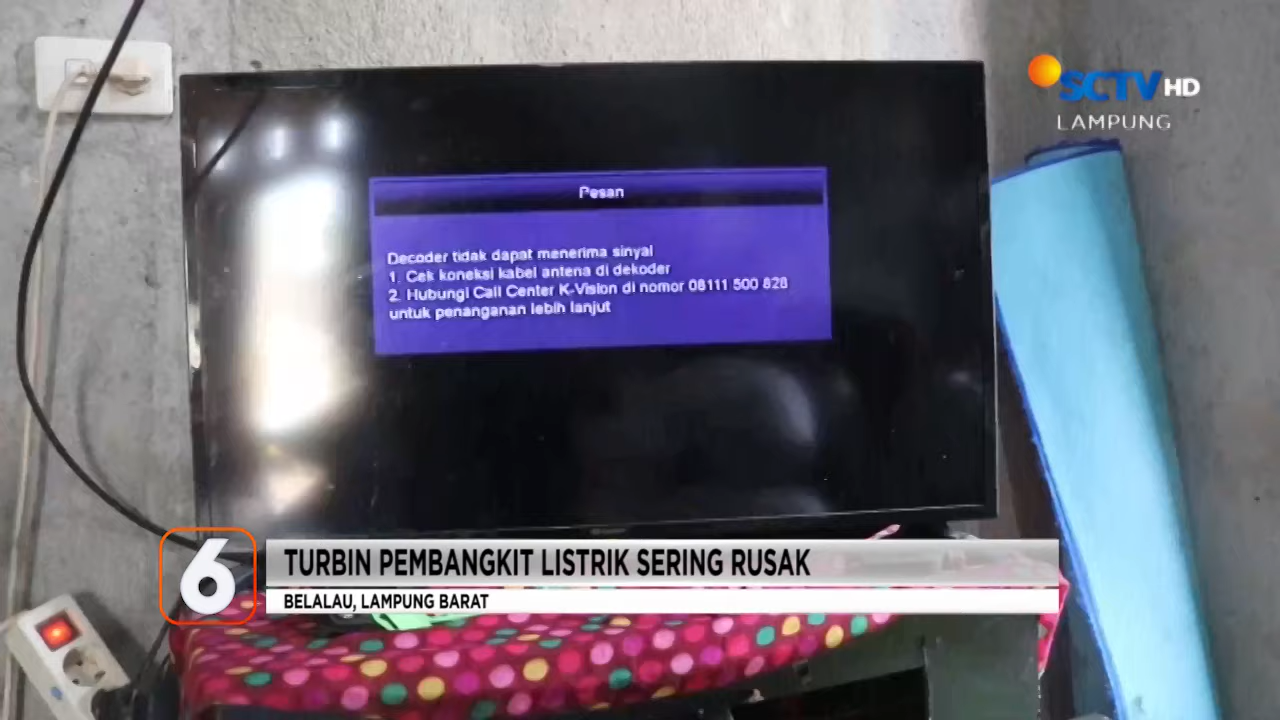 SCTV HD
LAMPUNG
Pesan
Decoder tidak dapat menerima sinyal
1. Cek koneksi kabel antena di dekoder
2. Hubungi Call Center K-Vision di nomor 08111 500 828
untuk penanganan lebih lanjut
6 TURBIN PEMBANGKIT LISTRIK SERING RUSAK
BELALAU, LAMPUNG BARAT